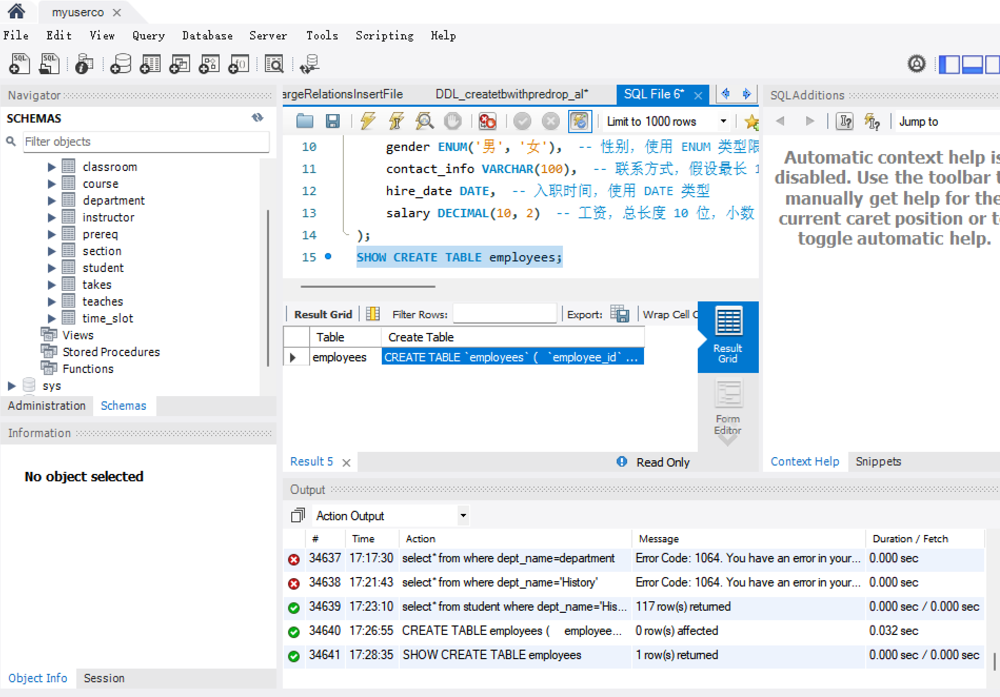 myuserco
File Edit View Query Database Server Tools Scripting Help
Navigator
SCHEMAS
Filter objects
classroom
course
department
instructor
prereq
section
student
takes
teaches
time_slot
Views
Stored Procedures
Functions
sys
Administration Schemas
Information
No object selected
Object Info Session
argeRelationsInsertFile DDL_createtbwithpredrop_al* SQL File 6*
Limit to 1000 rows
10 gender ENUM('男', '女'), -- 性别，使用 ENUM 类型限
11 contact_info VARCHAR(100), -- 联系方式，假设最长 1
12 hire_date DATE, -- 入职时间，使用 DATE 类型
13 salary DECIMAL(10, 2) -- 工资，总长度 10 位，小数
14 );
15 SHOW CREATE TABLE employees;
Result Grid Filter Rows: Export: Wrap Cell C
Table Create Table
employees CREATE TABLE `employees` ( `employee_id` ...
Result Grid
Form Editor
Result 5 Read Only
SQLAdditions
Jump to
Automatic context help is
disabled. Use the toolbar t
manually get help for the
current caret position or t
toggle automatic help.
Context Help Snippets
Output
Action Output
# Time Action Message Duration / Fetch
34637 17:17:30 select* from where dept_name=department Error Code: 1064. You have an error in your... 0.000 sec
34638 17:21:43 select* from where dept_name='History' Error Code: 1064. You have an error in your... 0.000 sec
34639 17:23:10 select* from student where dept_name='His... 117 row(s) returned 0.000 sec / 0.000 sec
34640 17:26:55 CREATE TABLE employees ( employee... 0 row(s) affected 0.032 sec
34641 17:28:35 SHOW CREATE TABLE employees 1 row(s) returned 0.000 sec / 0.000 sec